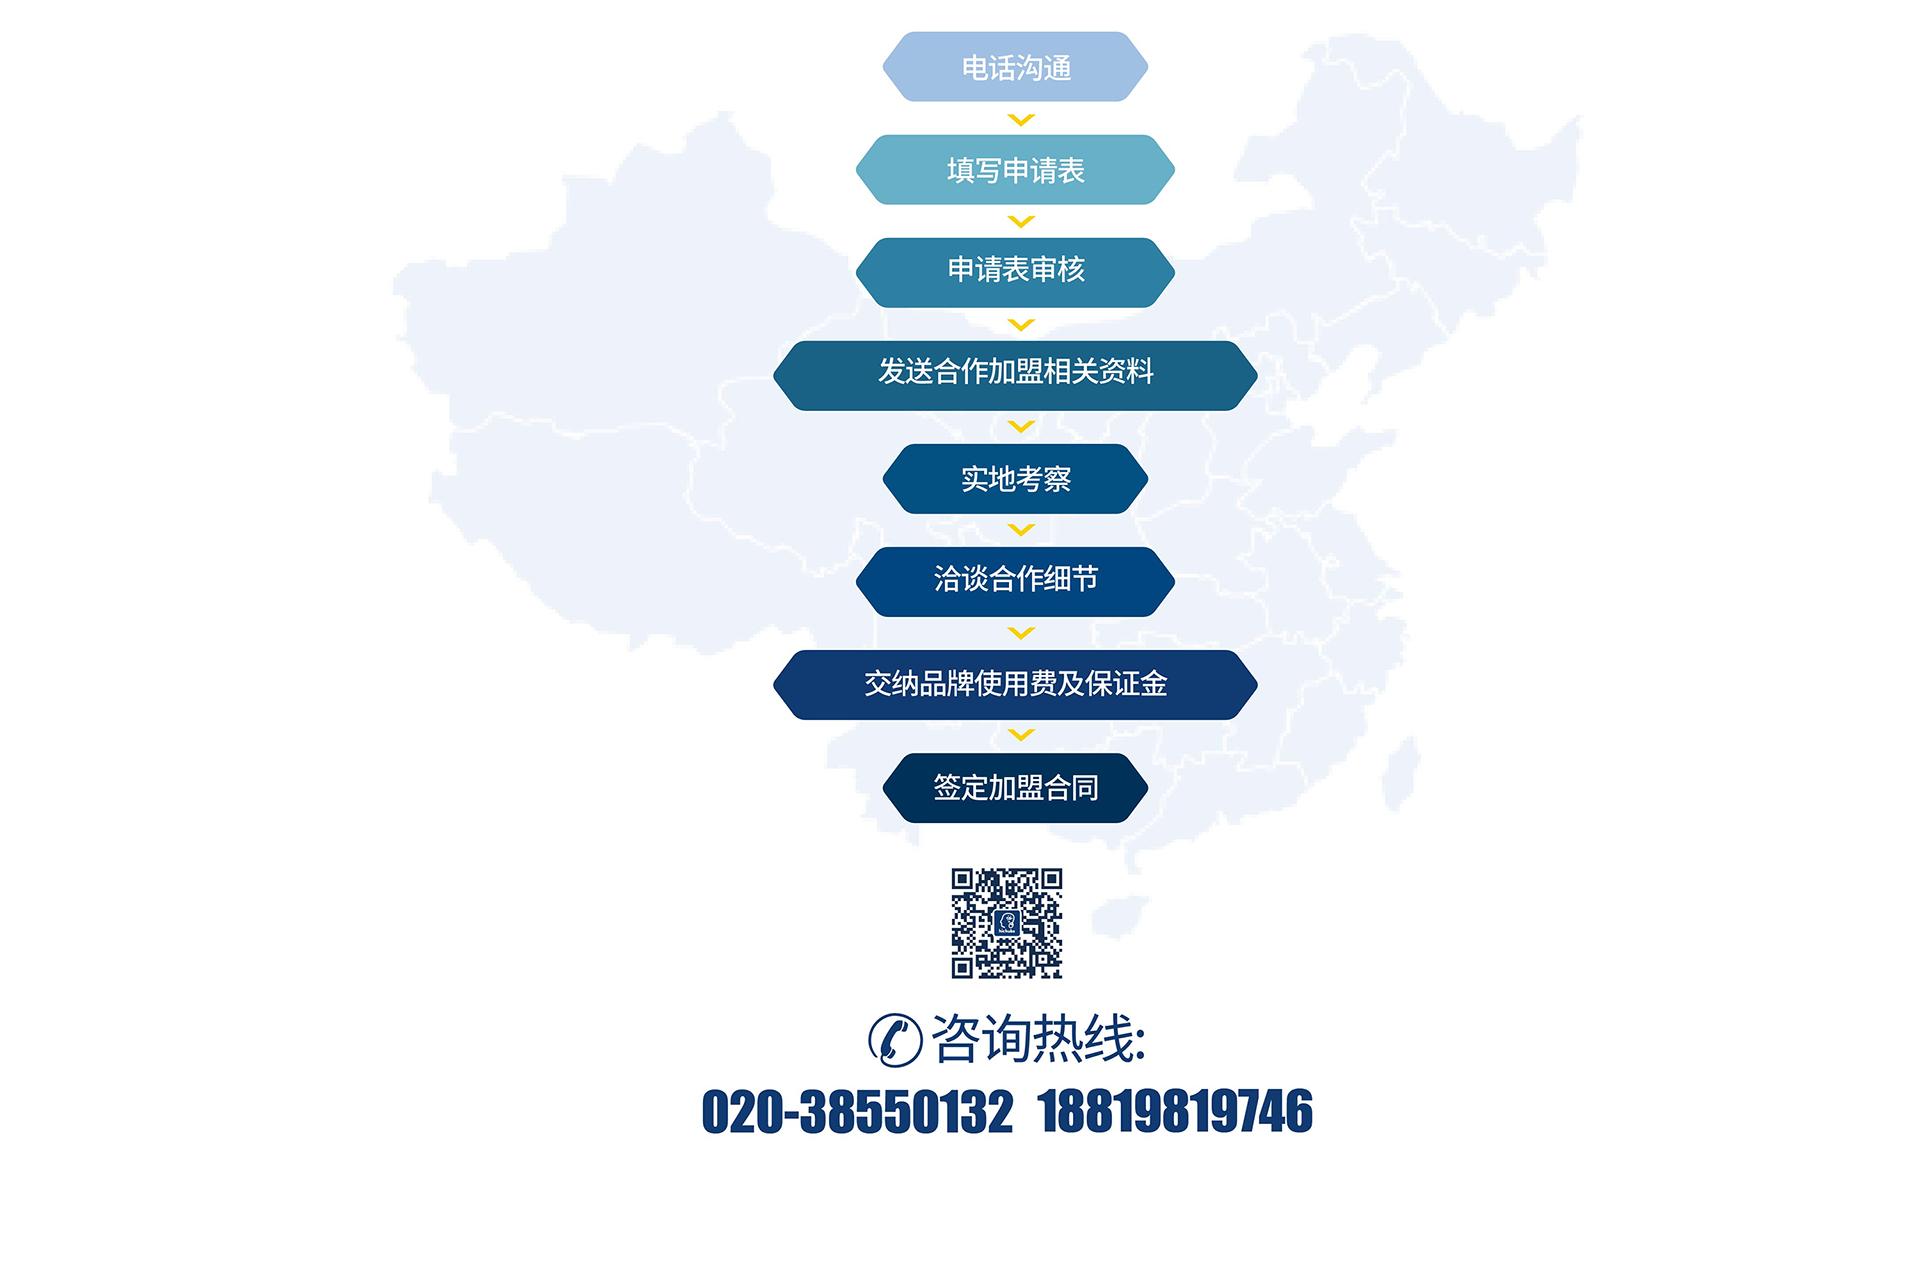 电话沟通
填写申请表
申请表审核
发送合作加盟相关资料
实地考察
洽谈合作细节
交纳品牌使用费及保证金
签定加盟合同
咨询热线:
020-38550132 18819819746